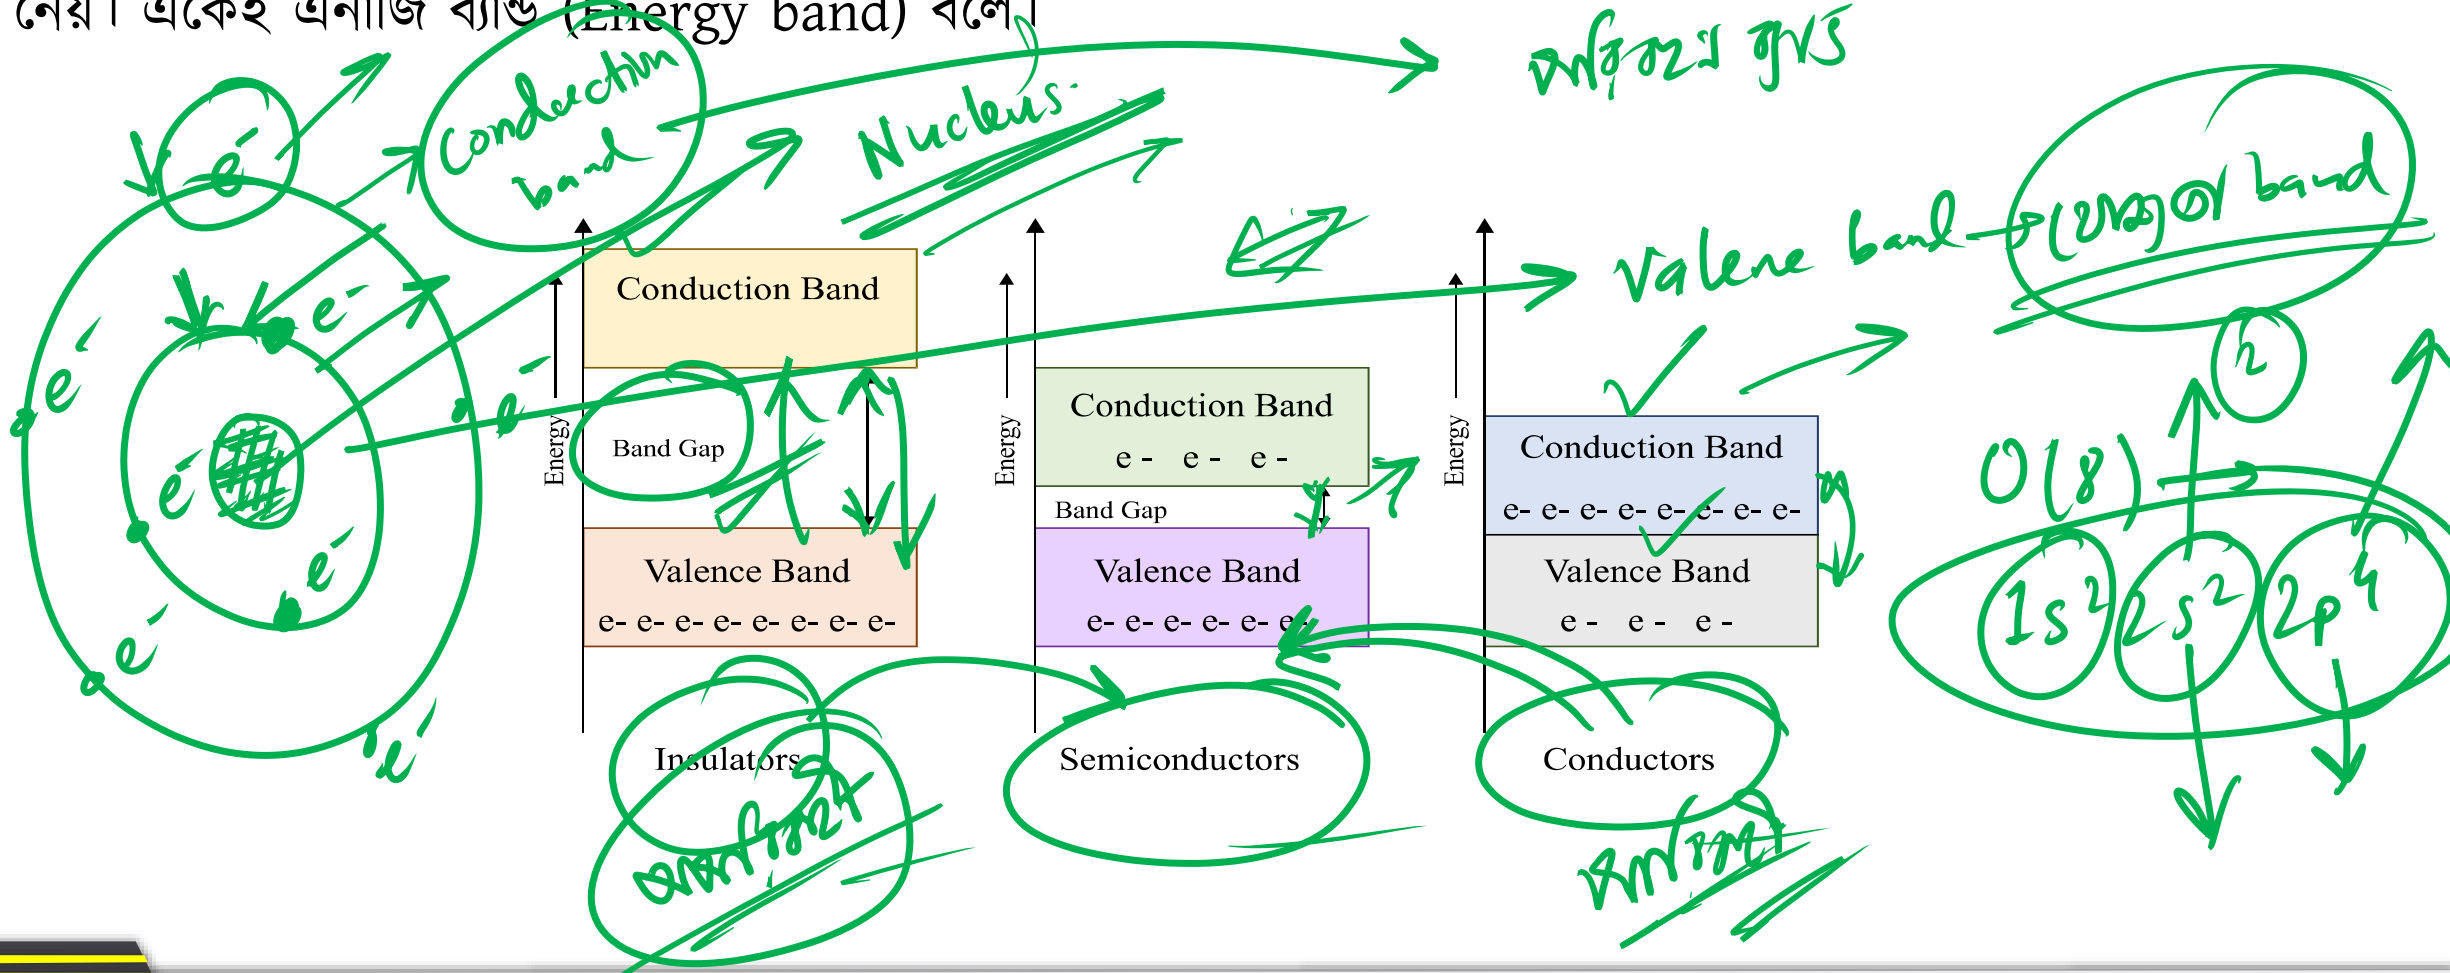 নেয়। একেই এনার্জি ব্যান্ড (Energy band) বলে।
Conduction
band
Nucleus
Valene band → band
2
O(8)
1s² 2s² 2p⁴
e⁻
e⁻
e⁻
e⁻
e⁻
e⁻
e⁻
e⁻
e⁻
Energy
Conduction Band
Band Gap
Valence Band
e- e- e- e- e- e- e- e-
Insulators
Energy
Conduction Band
e - e - e -
Band Gap
Valence Band
e- e- e- e- e- e-
Semiconductors
Energy
Conduction Band
e- e- e- e- e- e- e- e-
Valence Band
e - e - e -
Conductors